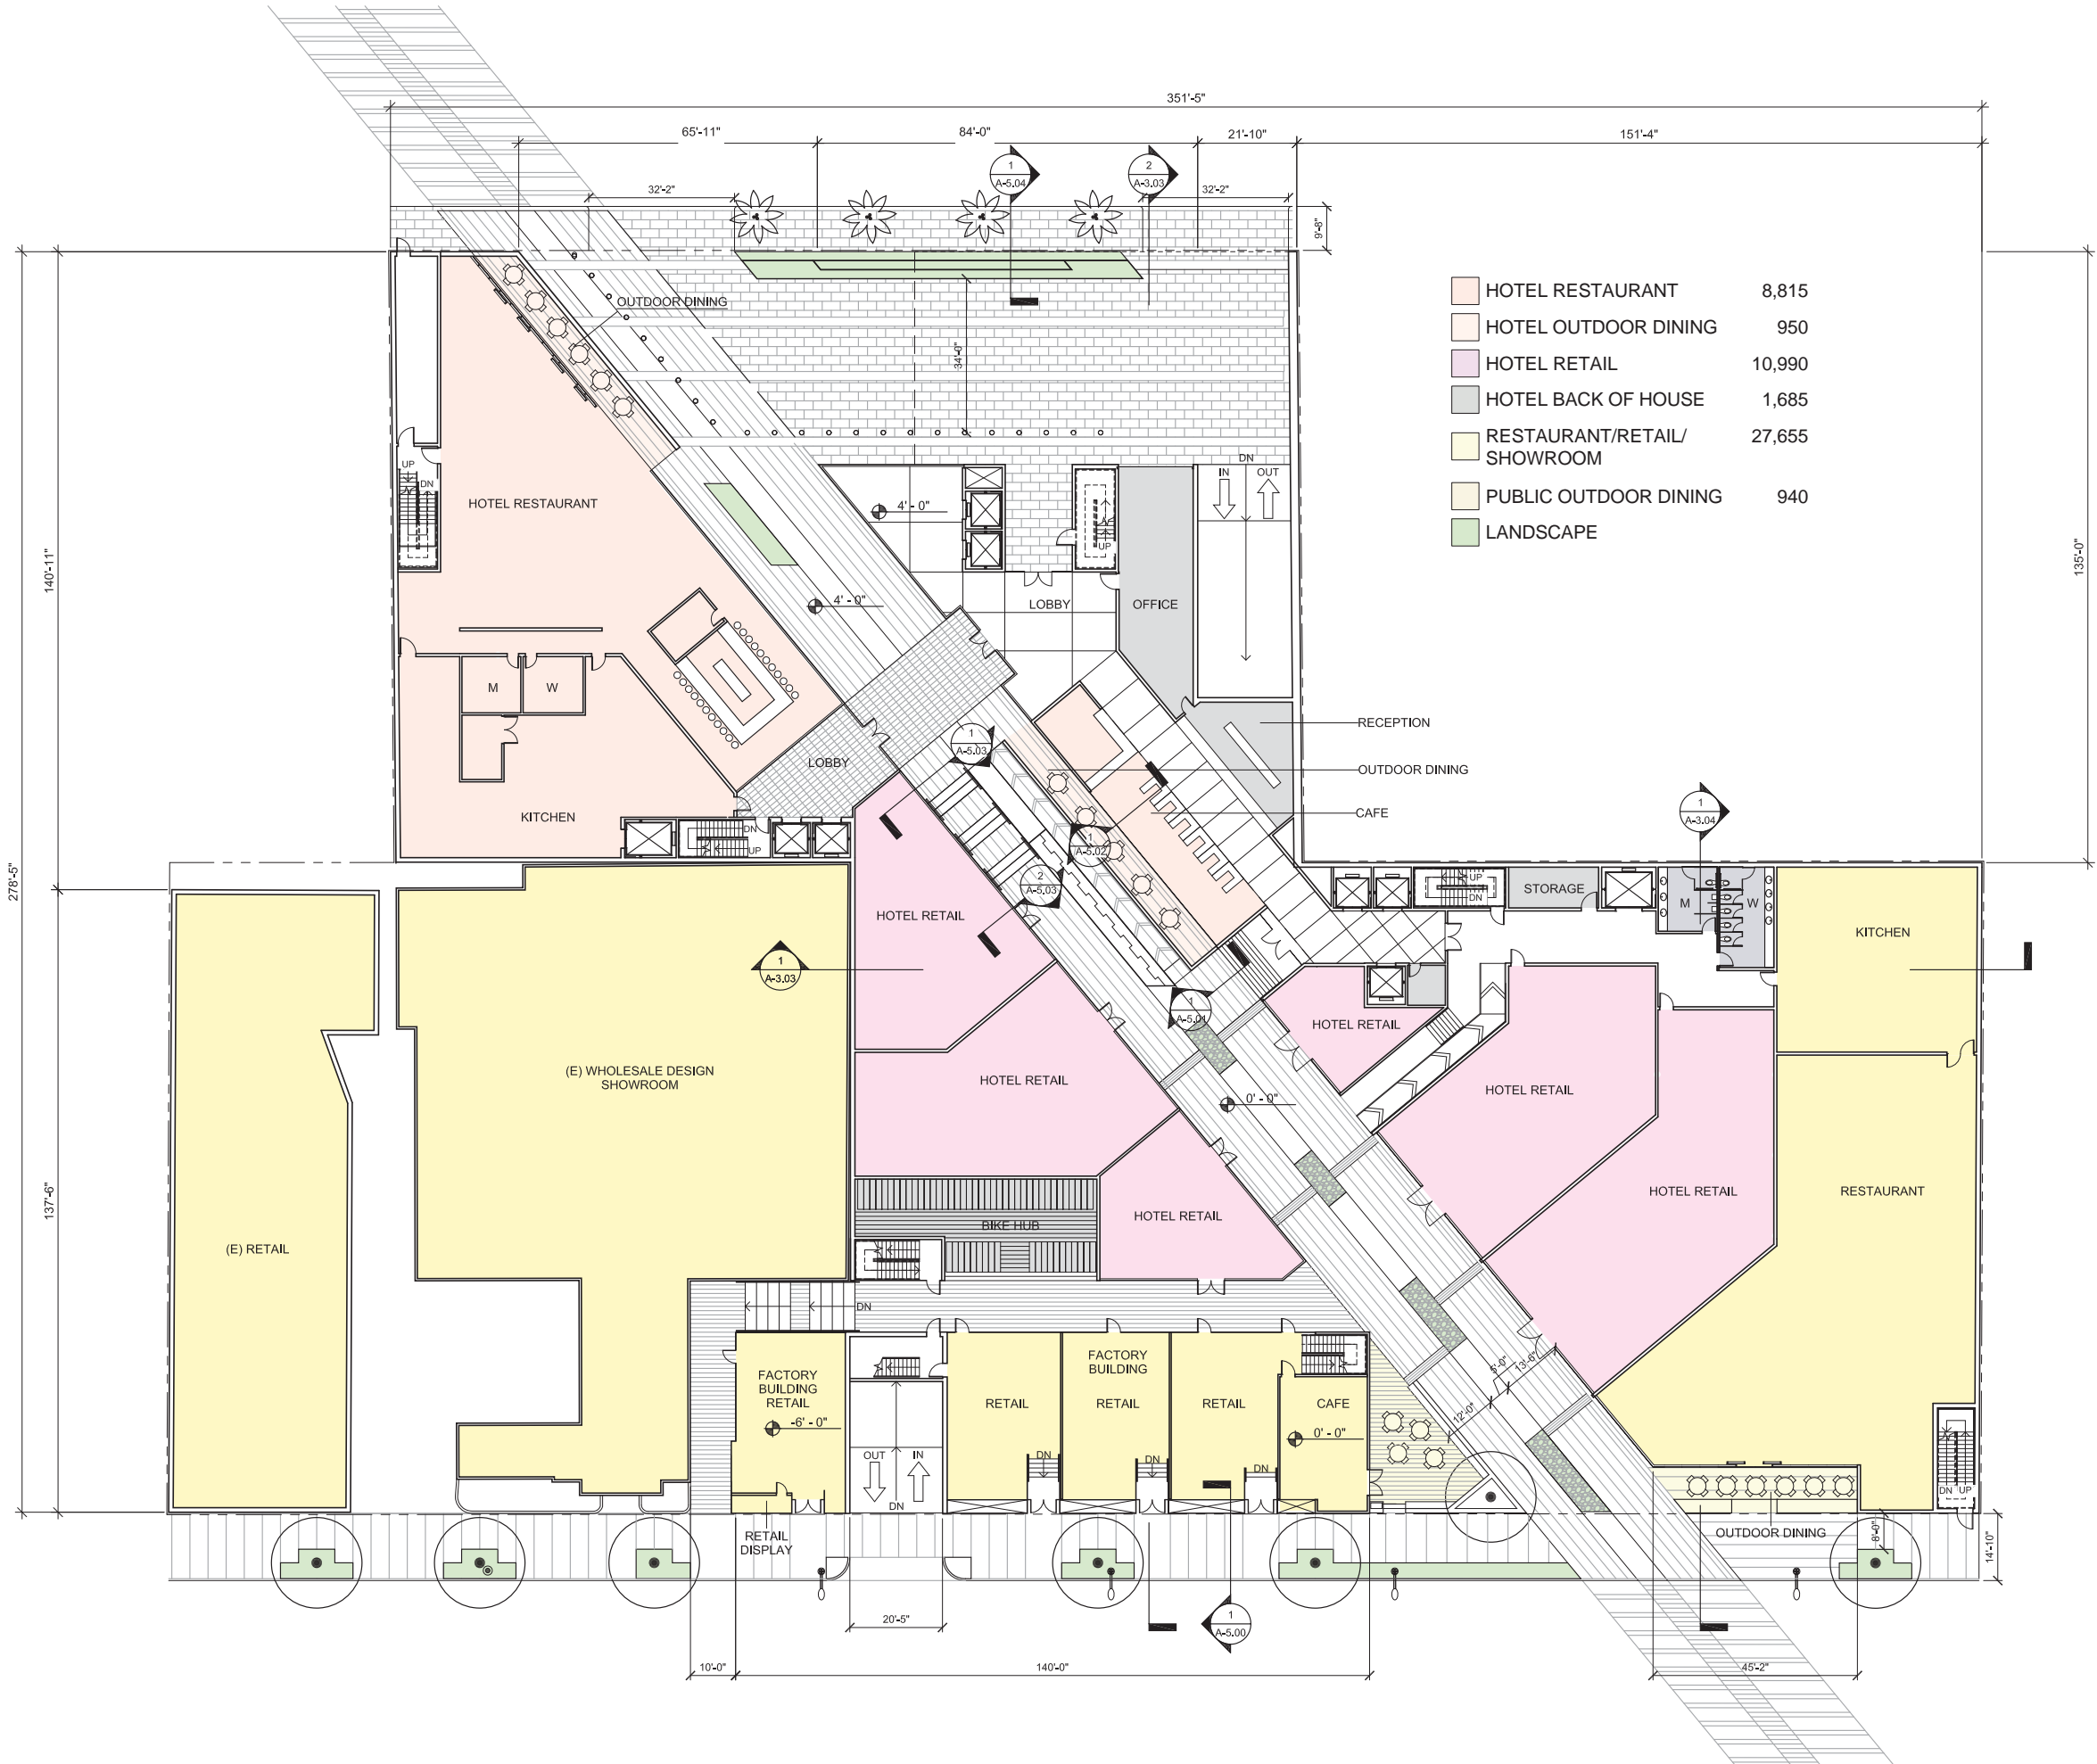 351'-5"
65'-11"
84'-0"
21'-10"
151'-4"
1
A-5.04
2
A-3.03
32'-2"
32'-2"
9'-8"
HOTEL RESTAURANT 8,815
HOTEL OUTDOOR DINING 950
HOTEL RETAIL 10,990
HOTEL BACK OF HOUSE 1,685
RESTAURANT/RETAIL/ 27,655
SHOWROOM
PUBLIC OUTDOOR DINING 940
LANDSCAPE
OUTDOOR DINING
34'-0"
140'-11"
278'-5"
137'-6"
135'-0"
UP
DN
HOTEL RESTAURANT
4' - 0"
DN
IN
OUT
UP
4' - 0"
LOBBY
OFFICE
M
W
RECEPTION
LOBBY
1
A-5.03
OUTDOOR DINING
CAFE
KITCHEN
DN
UP
1
A-5.02
1
A-3.04
2
A-5.03
UP
DN
STORAGE
M
W
KITCHEN
HOTEL RETAIL
1
A-3.03
1
A-5.01
HOTEL RETAIL
(E) WHOLESALE DESIGN
SHOWROOM
HOTEL RETAIL
HOTEL RETAIL
0' - 0"
HOTEL RETAIL
RESTAURANT
HOTEL RETAIL
BIKE HUB
(E) RETAIL
DN
FACTORY
BUILDING
RETAIL
-6' - 0"
FACTORY
BUILDING
RETAIL
RETAIL
RETAIL
CAFE
0' - 0"
5'-0"
13'-6"
12'-0"
OUT
IN
DN
DN
DN
DN
DN
UP
RETAIL
DISPLAY
OUTDOOR DINING
8'-0"
14'-10"
20'-5"
1
A-5.00
10'-0"
140'-0"
45'-2"